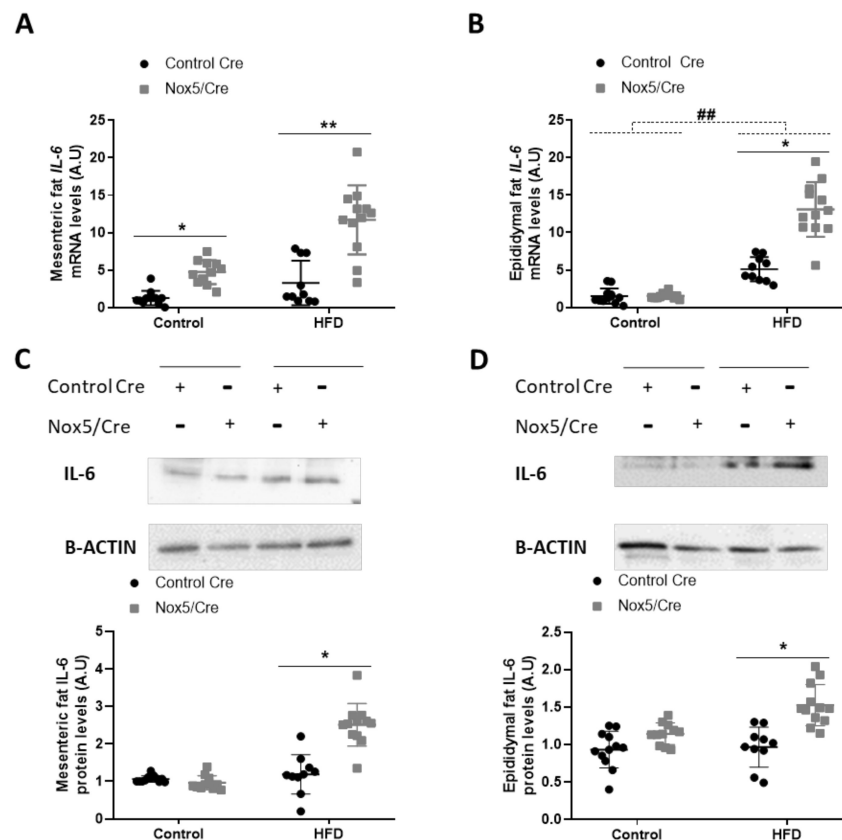 A
Control Cre
Nox5/Cre
Mesenteric fat IL-6
mRNA levels (A.U)
25
20
15
10
5
0
*
**
Control
HFD
B
Control Cre
Nox5/Cre
Epididymal fat IL-6
mRNA levels (A.U)
25
20
15
10
5
0
##
*
Control
HFD
C
Control Cre + - + -
Nox5/Cre - + - +
IL-6
B-ACTIN
Control Cre
Nox5/Cre
Mesenteric fat IL-6
protein levels (A.U)
5
4
3
2
1
0
*
Control
HFD
D
Control Cre + - + -
Nox5/Cre - + - +
IL-6
B-ACTIN
Control Cre
Nox5/Cre
Epididymal fat IL-6
protein levels (A.U)
2.5
2.0
1.5
1.0
0.5
0.0
*
Control
HFD